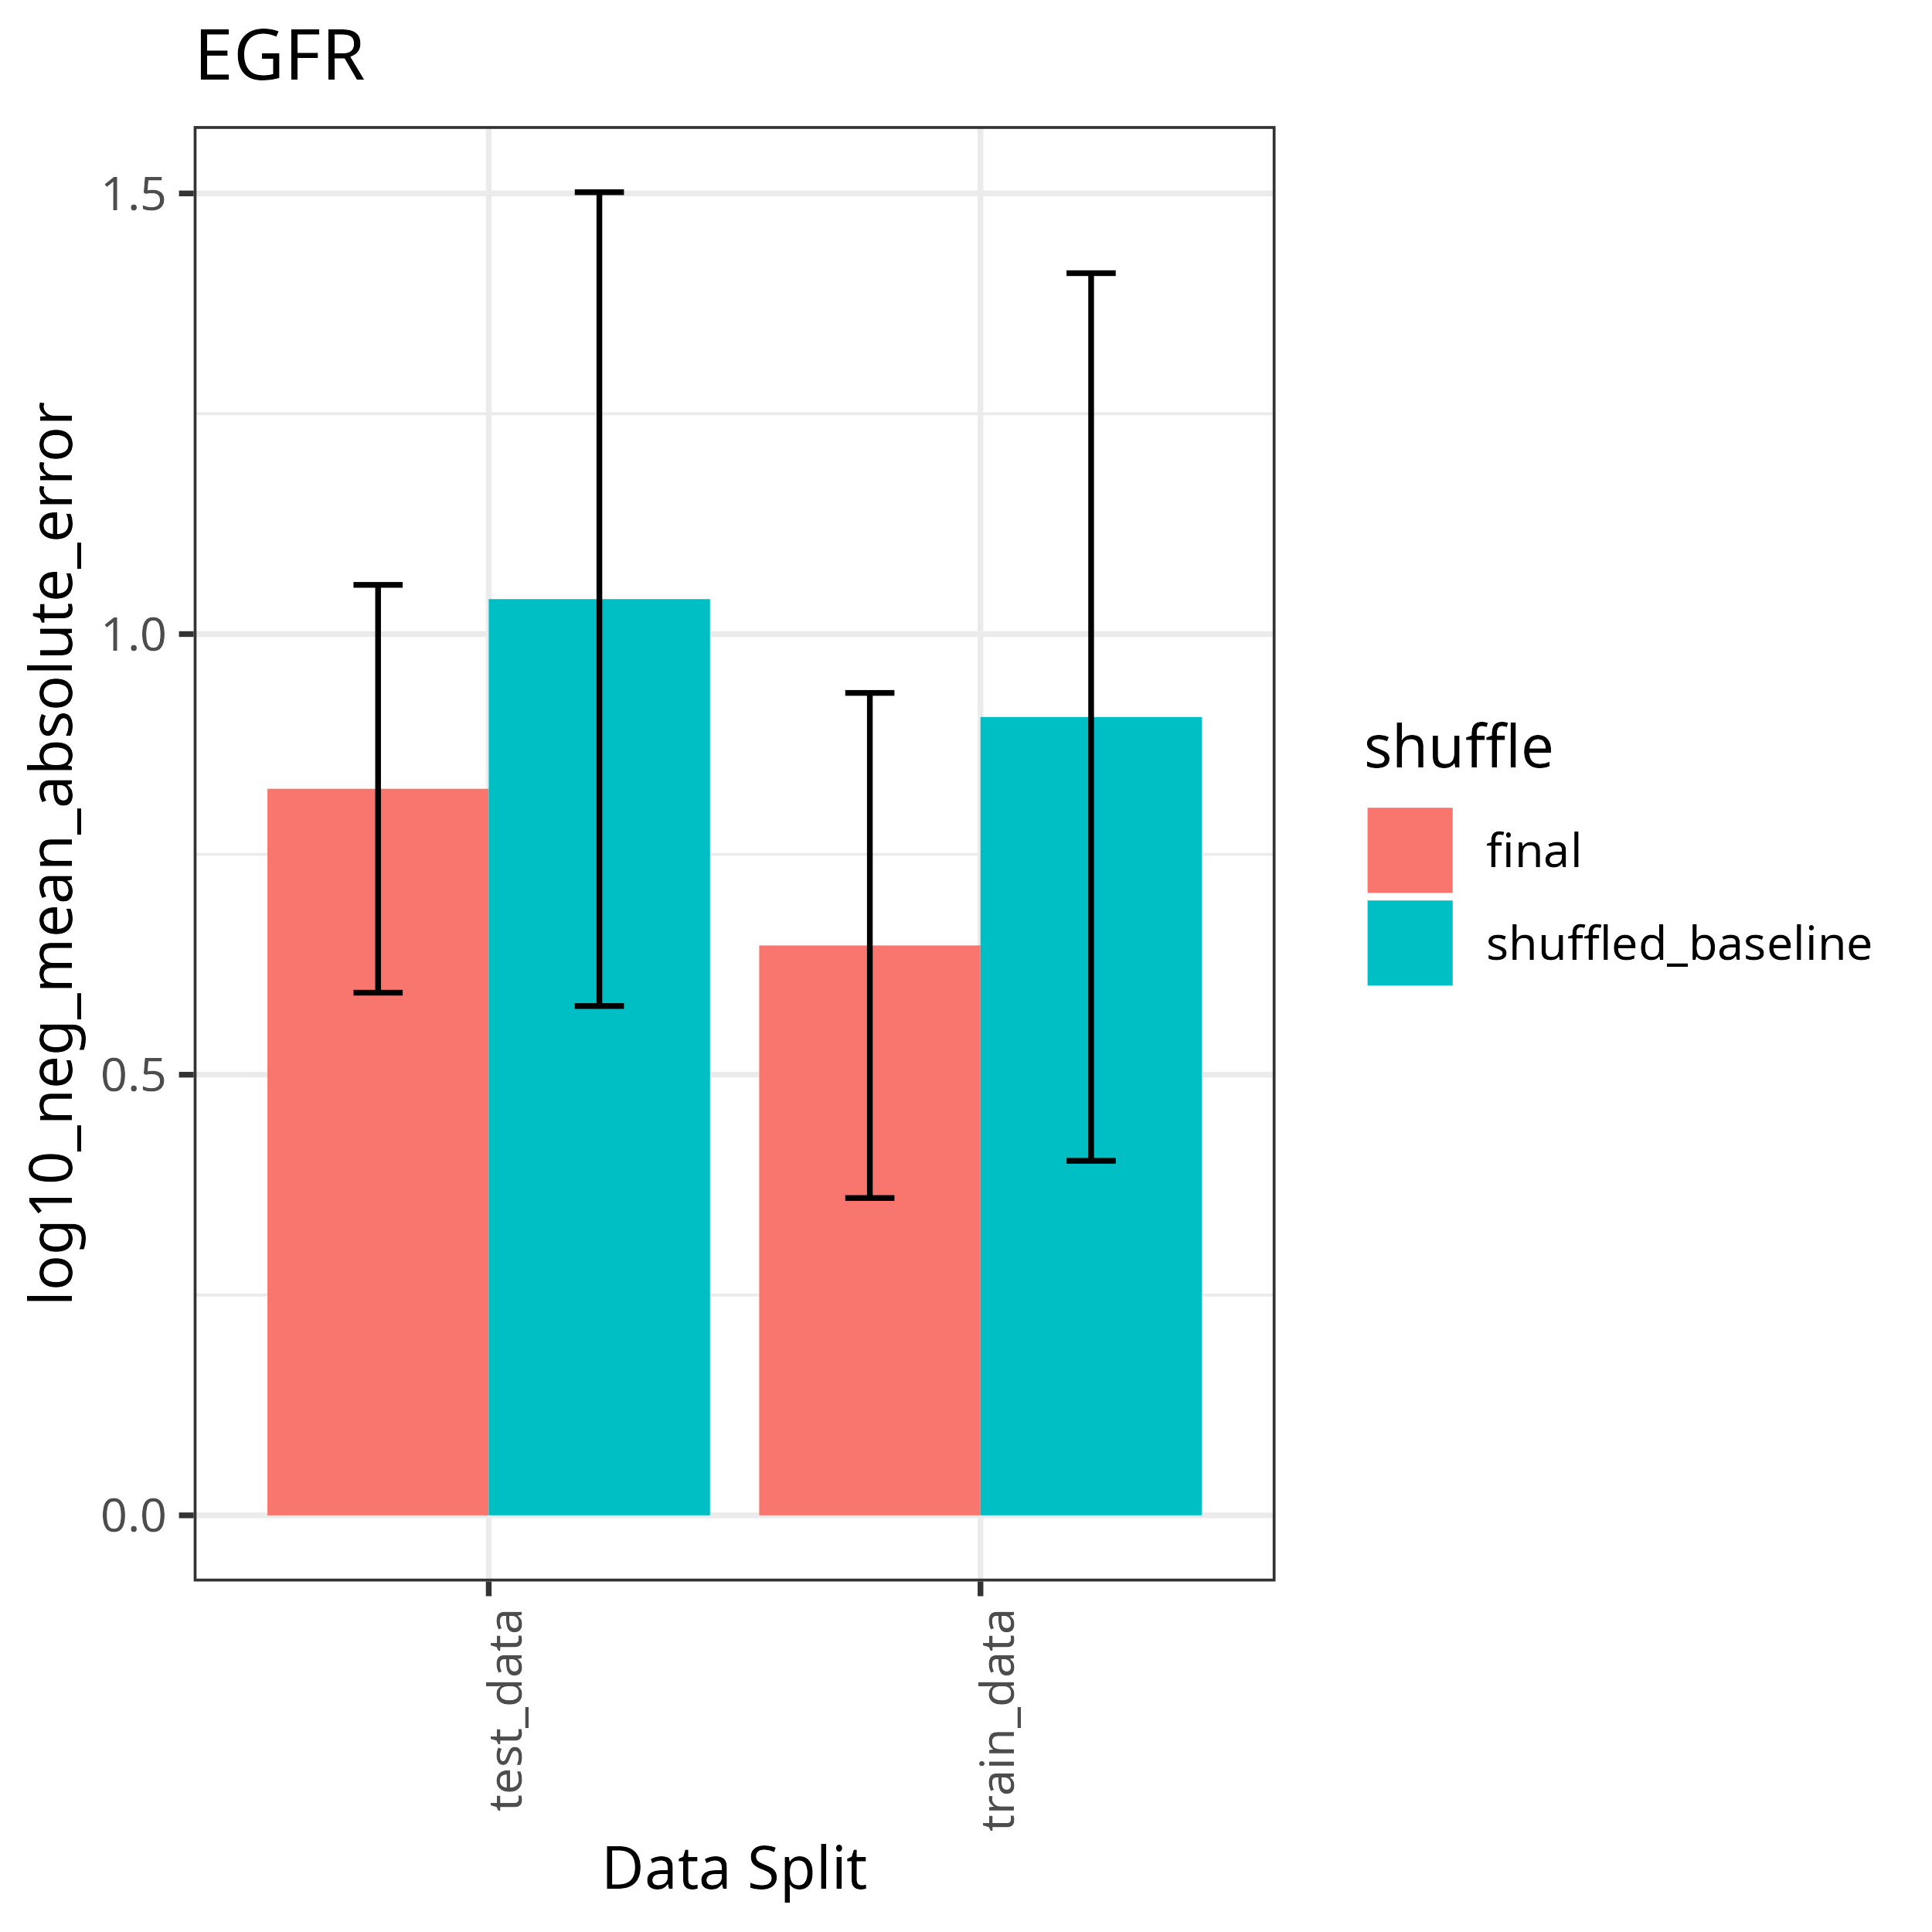 EGFR
log10_neg_mean_absolute_error
1.5
1.0
0.5
0.0
test_data
train_data
Data Split
shuffle
final
shuffled_baseline